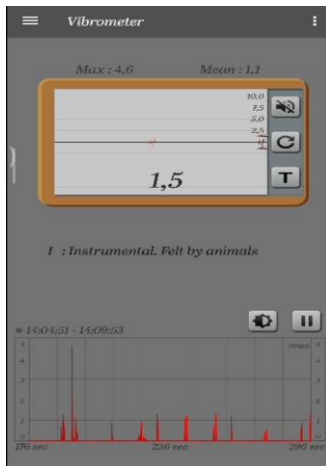 Vibrometer
Max : 4,6 Mean : 1,1
10,0
7,5
5,0
2,5
1,5
T
I : Instrumental. Felt by animals
14:04:51 - 14:09:53
176 sec 236 sec 296 sec